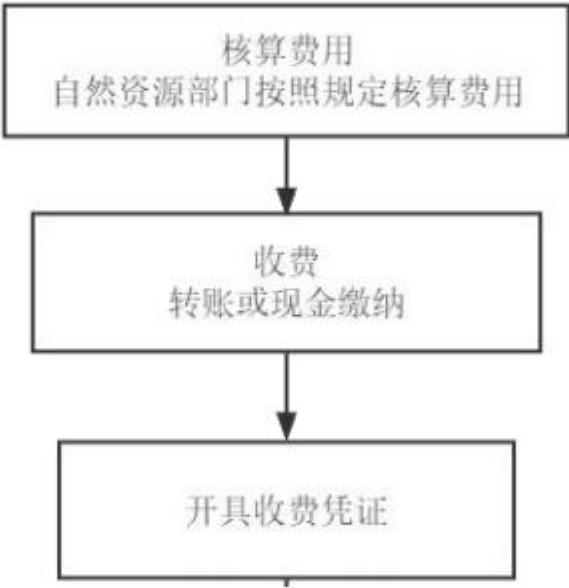 核算费用
自然资源部门按照规定核算费用
收费
转账或现金缴纳
开具收费凭证